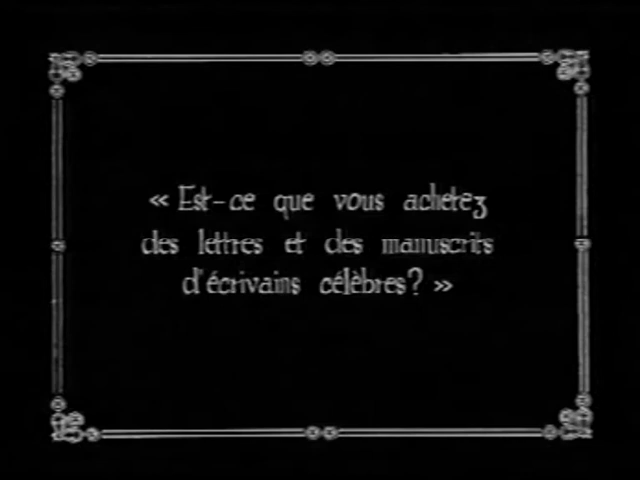 « Est-ce que vous achetez
des lettres et des manuscrits
d'écrivains célèbres? »